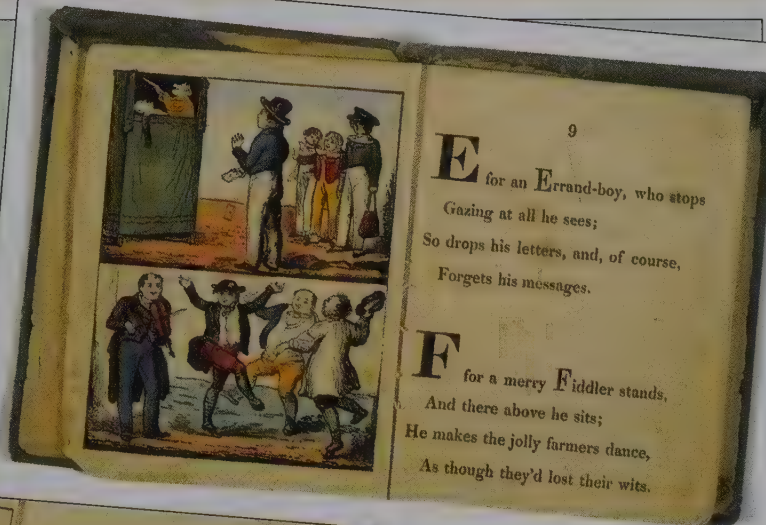 9
E for an Errand-boy, who stops
Gazing at all he sees;
So drops his letters, and, of course,
Forgets his messages.
F for a merry Fiddler stands,
And there above he sits;
He makes the jolly farmers dance,
As though they'd lost their wits.